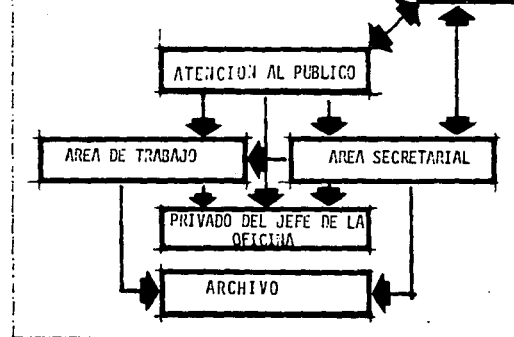 ATENCION AL PUBLICO
AREA DE TRABAJO
AREA SECRETARIAL
PRIVADO DEL JEFE DE LA
OFICINA
ARCHIVO